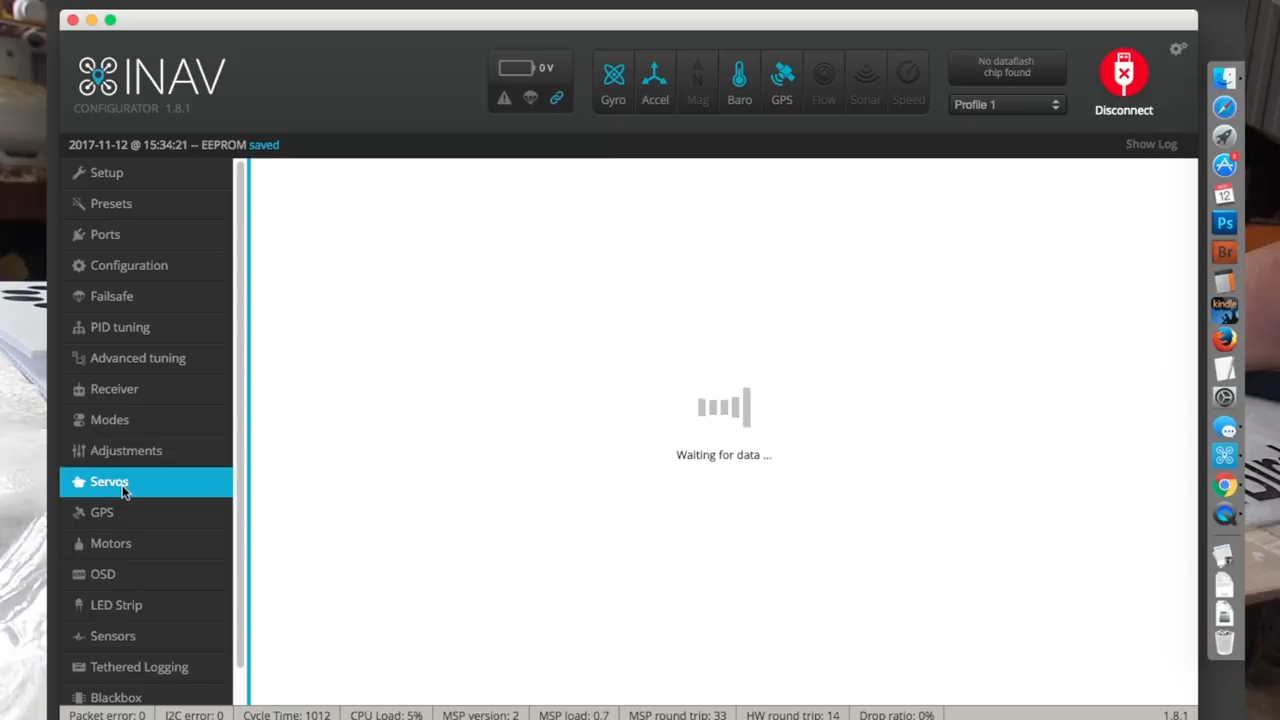 INAV
CONFIGURATOR 1.8.1
0 V
Gyro
Accel
Mag
Baro
GPS
Flow
Sonar
Speed
No dataflash
chip found
Profile 1
Disconnect
2017-11-12 @ 15:34:21 -- EEPROM saved
Show Log
Setup
Presets
Ports
Configuration
Failsafe
PID tuning
Advanced tuning
Receiver
Modes
Adjustments
Servos
GPS
Motors
OSD
LED Strip
Sensors
Tethered Logging
Blackbox
Waiting for data ...
Packet error: 0
I2C error: 0
Cycle Time: 1012
CPU Load: 5%
MSP version: 2
MSP load: 0.7
MSP round trip: 33
HW round trip: 14
Drop ratio: 0%
1.8.1
12
Ps
Br
kindle